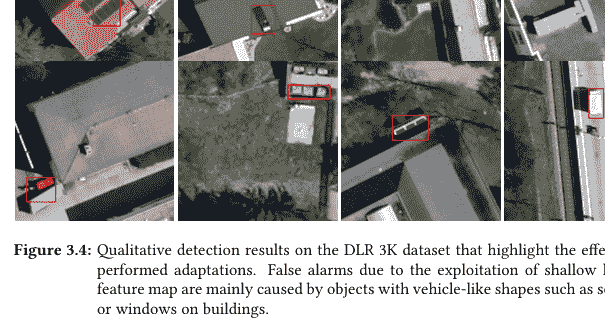 Figure 3.4: Qualitative detection results on the DLR 3K dataset that highlight the
performed adaptations. False alarms due to the exploitation of shallow
feature map are mainly caused by objects with vehicle-like shapes such as
or windows on buildings.